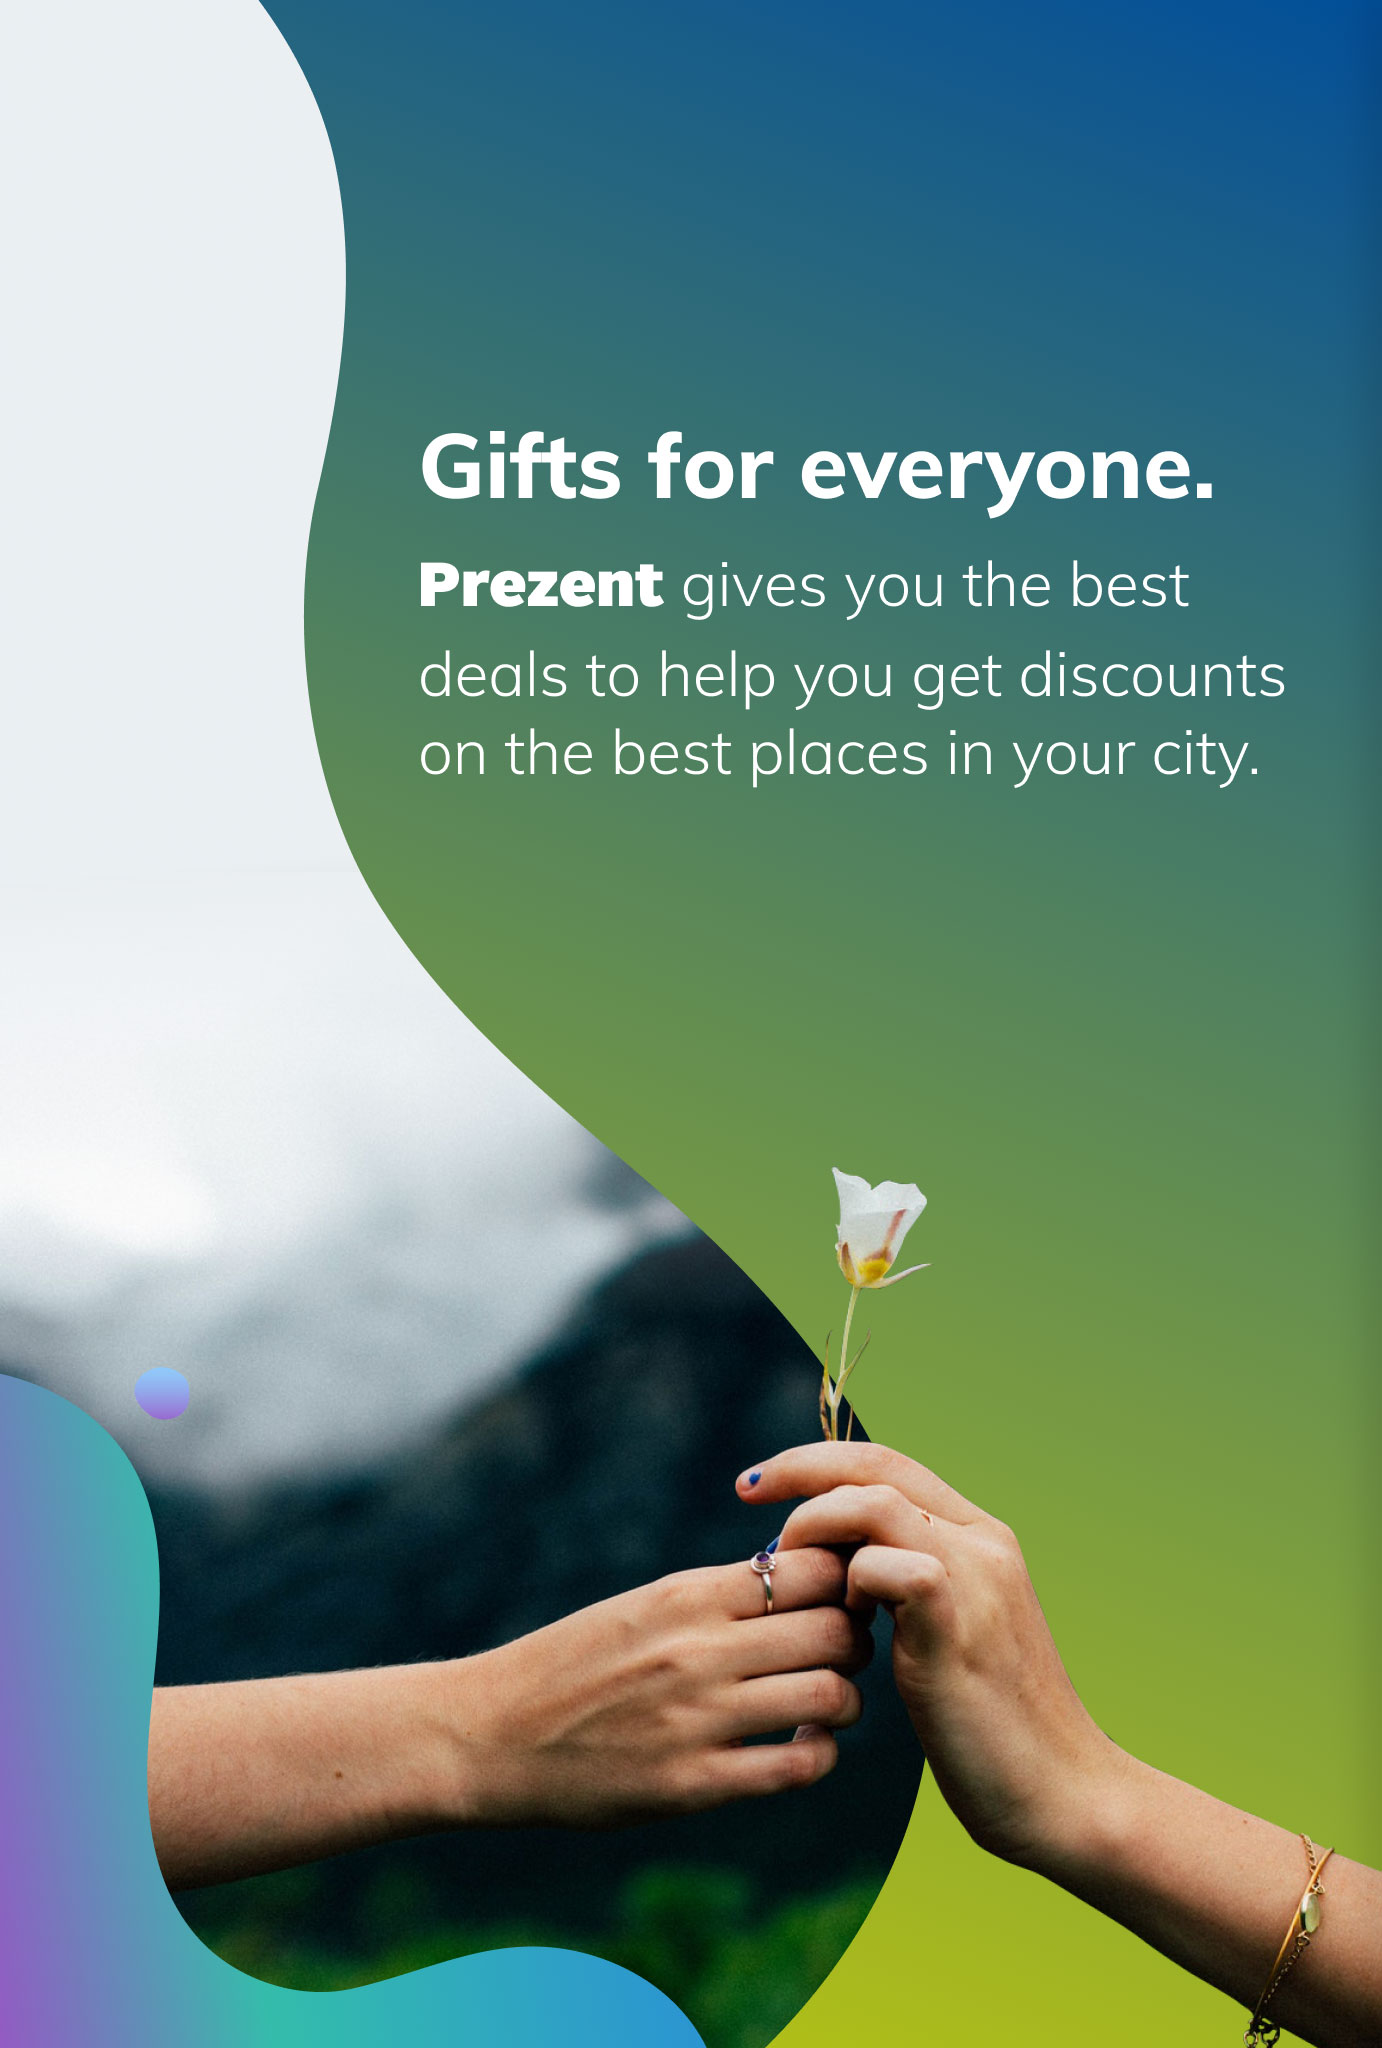 Gifts for everyone.
Prezent gives you the best
deals to help you get discounts
on the best places in your city.